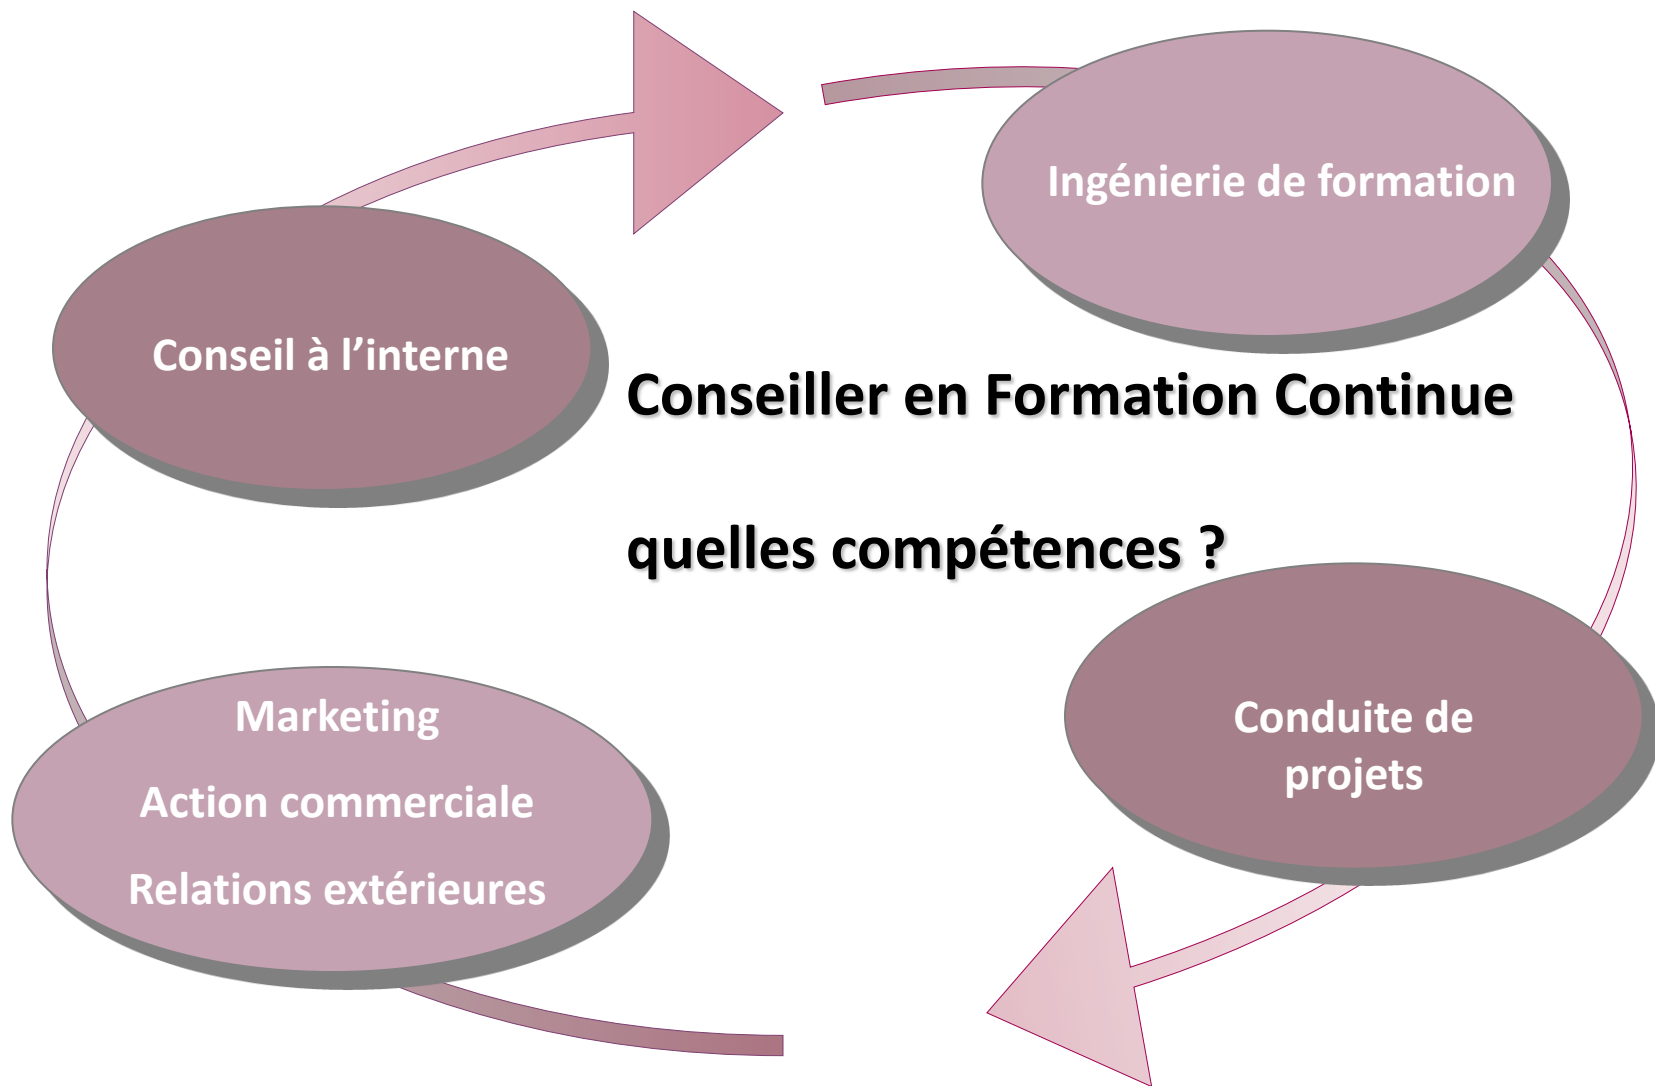 Ingénierie de formation
Conseil à l’interne
Conseiller en Formation Continue
quelles compétences ?
Marketing
Action commerciale
Relations extérieures
Conduite de
projets